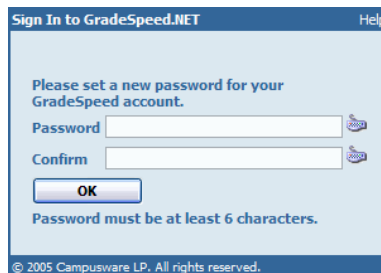 Sign In to GradeSpeed.NET Help
Please set a new password for your
GradeSpeed account.
Password
Confirm
OK
Password must be at least 6 characters.
© 2005 Campusware LP. All rights reserved.